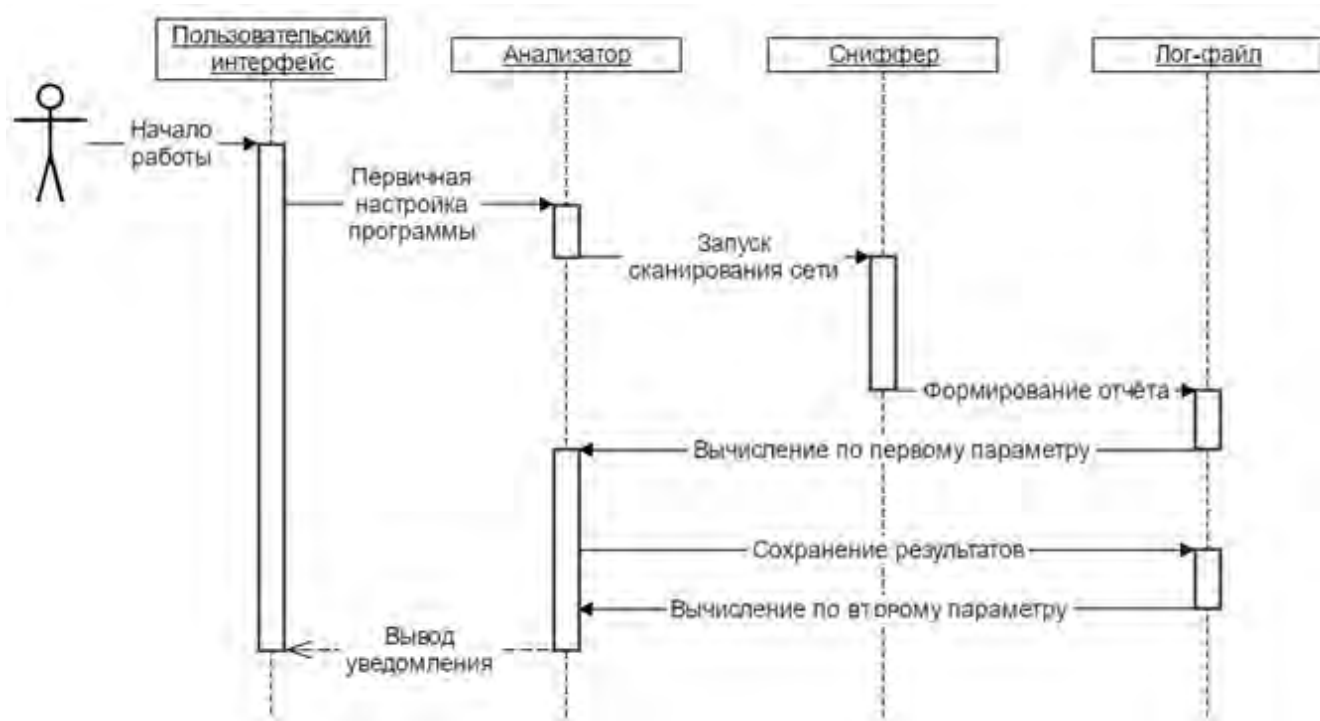 Пользовательский
интерфейс
Анализатор
Сниффер
Лог-файл
Начало
работы
Первичная
настройка
программы
Запуск
сканирования сети
Формирование отчёта
Вычисление по первому параметру
Сохранение результатов
Вычисление по второму параметру
Вывод
уведомления